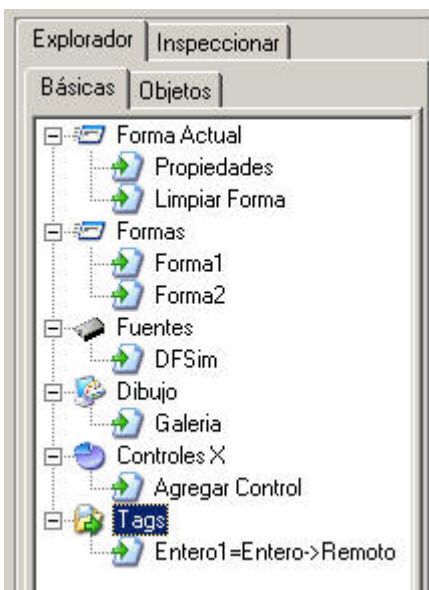 Explorador Inspeccionar
Básicas Objetos
Forma Actual
Propiedades
Limpiar Forma
Formas
Forma1
Forma2
Fuentes
DFSim
Dibujo
Galeria
Controles X
Agregar Control
Tags
Entero1=Entero->Remoto